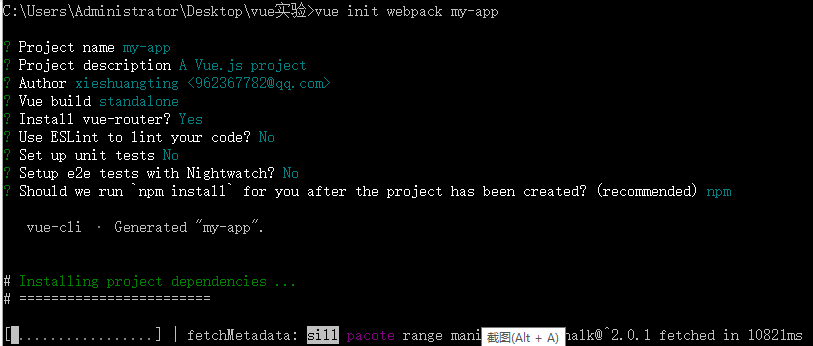 C:\Users\Administrator\Desktop\vue实验>vue init webpack my-app
? Project name my-app
? Project description A Vue.js project
? Author xieshuangting <962367782@qq.com>
? Vue build standalone
? Install vue-router? Yes
? Use ESLint to lint your code? No
? Set up unit tests No
? Setup e2e tests with Nightwatch? No
? Should we run `npm install` for you after the project has been created? (recommended) npm
vue-cli · Generated "my-app".
# Installing project dependencies ...
# ========================
[ .................] | fetchMetadata: sill pacote range mani 截图(Alt + A) halk@^2.0.1 fetched in 10821ms